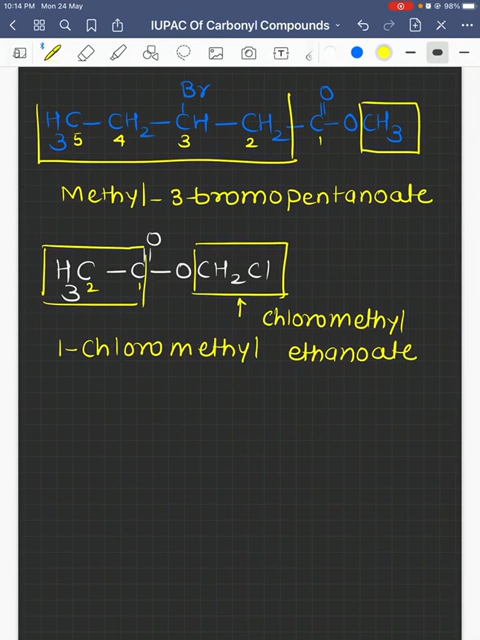 10:14 PM Mon 24 May 98%
IUPAC Of Carbonyl Compounds
Br O
H₃C — CH₂ — CH — CH₂ — C — O CH₃
5 4 3 2 1
Methyl - 3-bromopentanoate
O
H₃C — C — O CH₂Cl
2 1
↑ chloromethyl
1-Chloromethyl ethanoate